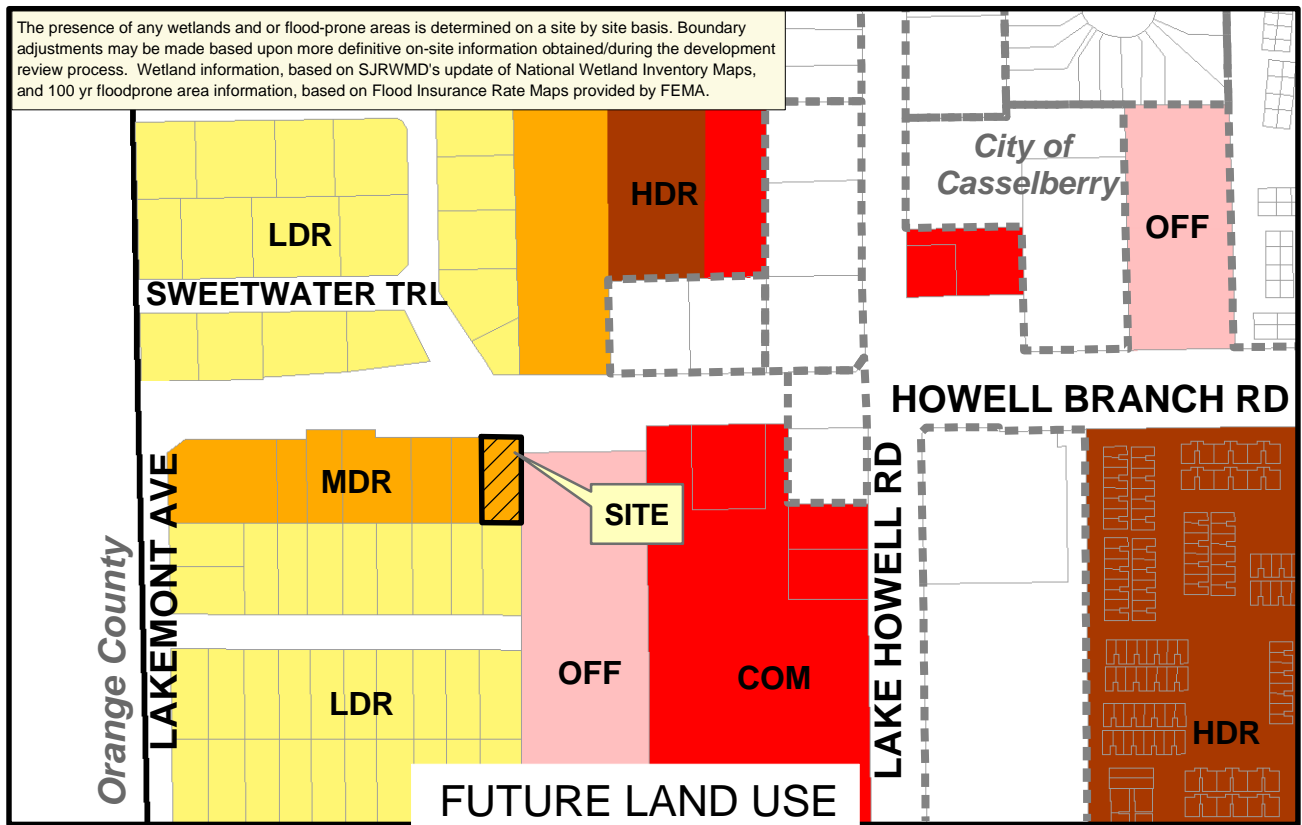 The presence of any wetlands and or flood-prone areas is determined on a site by site basis. Boundary
adjustments may be made based upon more definitive on-site information obtained/during the development
review process.  Wetland information, based on SJRWMD's update of National Wetland Inventory Maps,
and 100 yr floodprone area information, based on Flood Insurance Rate Maps provided by FEMA.
City of
Casselberry
HDR
OFF
LDR
SWEETWATER TRL
HOWELL BRANCH RD
MDR
SITE
LAKEMONT AVE
Orange County
LAKE HOWELL RD
OFF
COM
LDR
HDR
FUTURE LAND USE